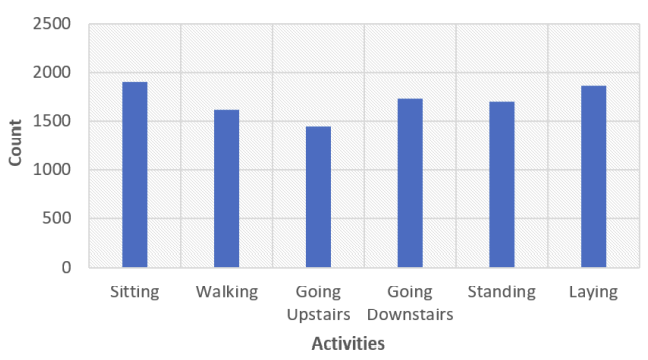 2500
2000
1500
1000
500
0
Count
Sitting
Walking
Going
Upstairs
Going
Downstairs
Standing
Laying
Activities